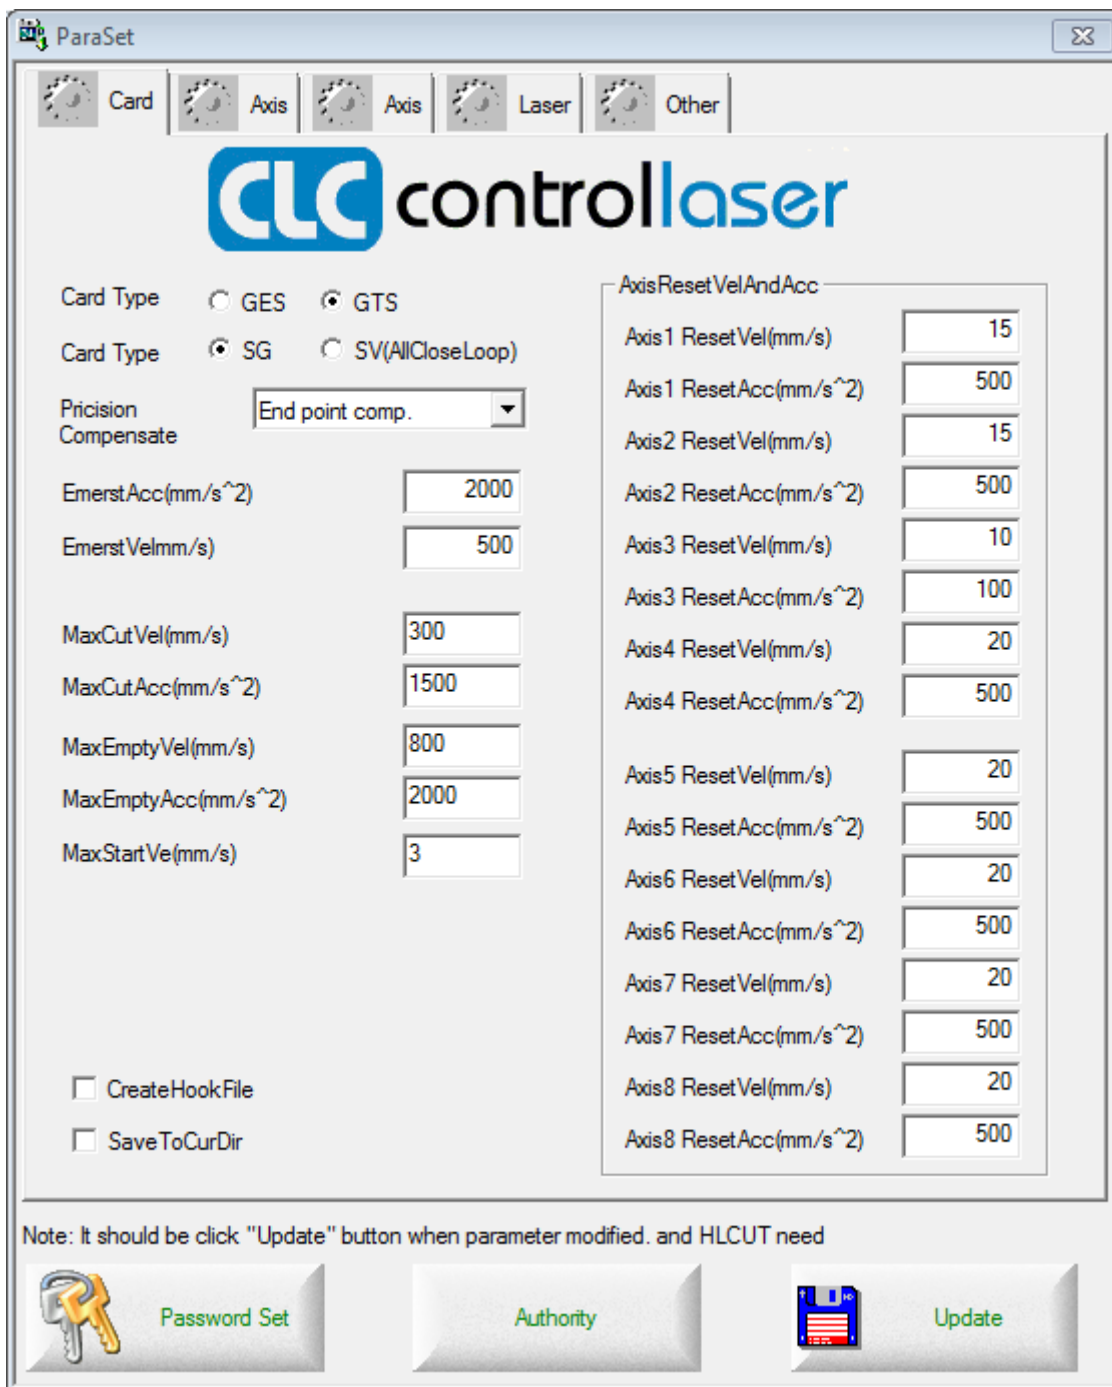 ParaSet
Card Axis Axis Laser Other
CLC controllaser
Card Type GES GTS
Card Type SG SV(AllCloseLoop)
Pricision
Compensate
End point comp.
EmerstAcc(mm/s^2) 2000
EmerstVelmm/s) 500
MaxCutVel(mm/s) 300
MaxCutAcc(mm/s^2) 1500
MaxEmptyVel(mm/s) 800
MaxEmptyAcc(mm/s^2) 2000
MaxStartVe(mm/s) 3
CreateHookFile
SaveToCurDir
AxisResetVelAndAcc
Axis1 ResetVel(mm/s) 15
Axis1 ResetAcc(mm/s^2) 500
Axis2 ResetVel(mm/s) 15
Axis2 ResetAcc(mm/s^2) 500
Axis3 ResetVel(mm/s) 10
Axis3 ResetAcc(mm/s^2) 100
Axis4 ResetVel(mm/s) 20
Axis4 ResetAcc(mm/s^2) 500
Axis5 ResetVel(mm/s) 20
Axis5 ResetAcc(mm/s^2) 500
Axis6 ResetVel(mm/s) 20
Axis6 ResetAcc(mm/s^2) 500
Axis7 ResetVel(mm/s) 20
Axis7 ResetAcc(mm/s^2) 500
Axis8 ResetVel(mm/s) 20
Axis8 ResetAcc(mm/s^2) 500
Note: It should be click "Update" button when parameter modified. and HLCUT need
Password Set Authority Update